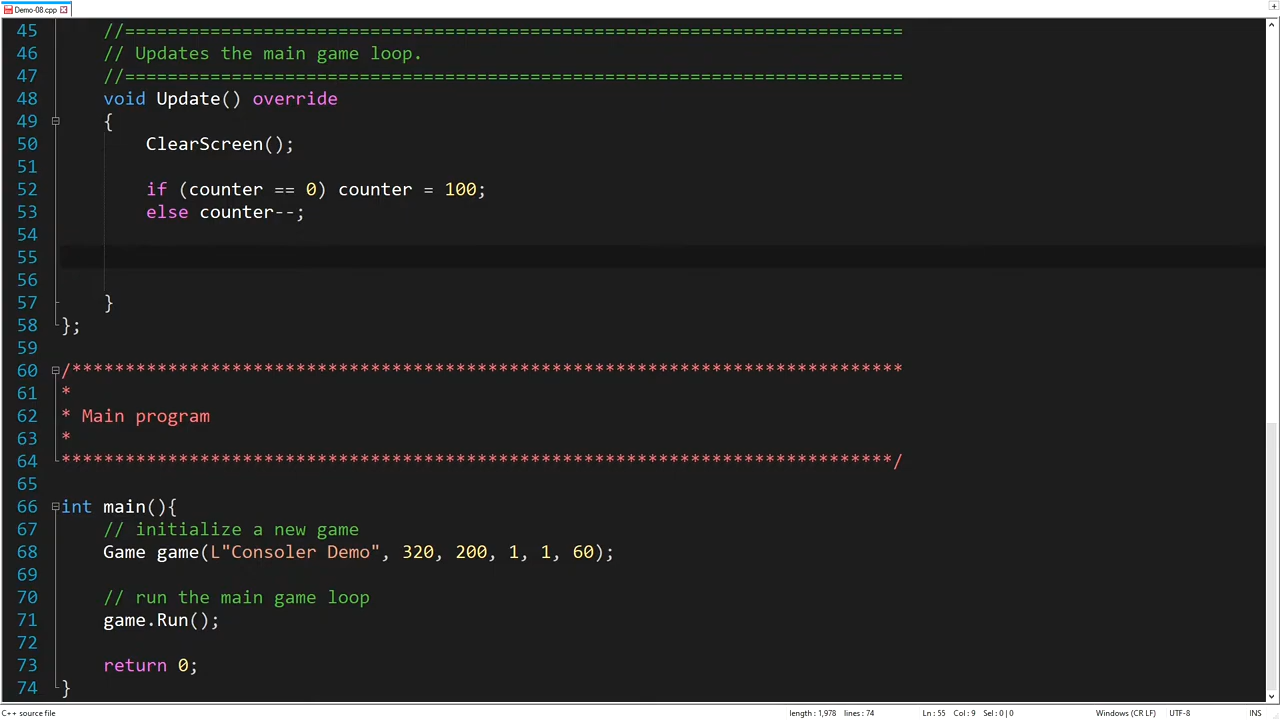 Demo-08.cpp
45 //==========================================================================
46 // Updates the main game loop.
47 //==========================================================================
48 void Update() override
49 {
50 ClearScreen();
51
52 if (counter == 0) counter = 100;
53 else counter--;
54
55
56
57 }
58 };
59
60 /******************************************************************************
61 *
62 * Main program
63 *
64 ******************************************************************************/
65
66 int main(){
67 // initialize a new game
68 Game game(L"Consoler Demo", 320, 200, 1, 1, 60);
69
70 // run the main game loop
71 game.Run();
72
73 return 0;
74 }
C++ source file length : 1,978 lines : 74 Ln : 55 Col : 9 Sel : 0 | 0 Windows (CR LF) UTF-8 INS